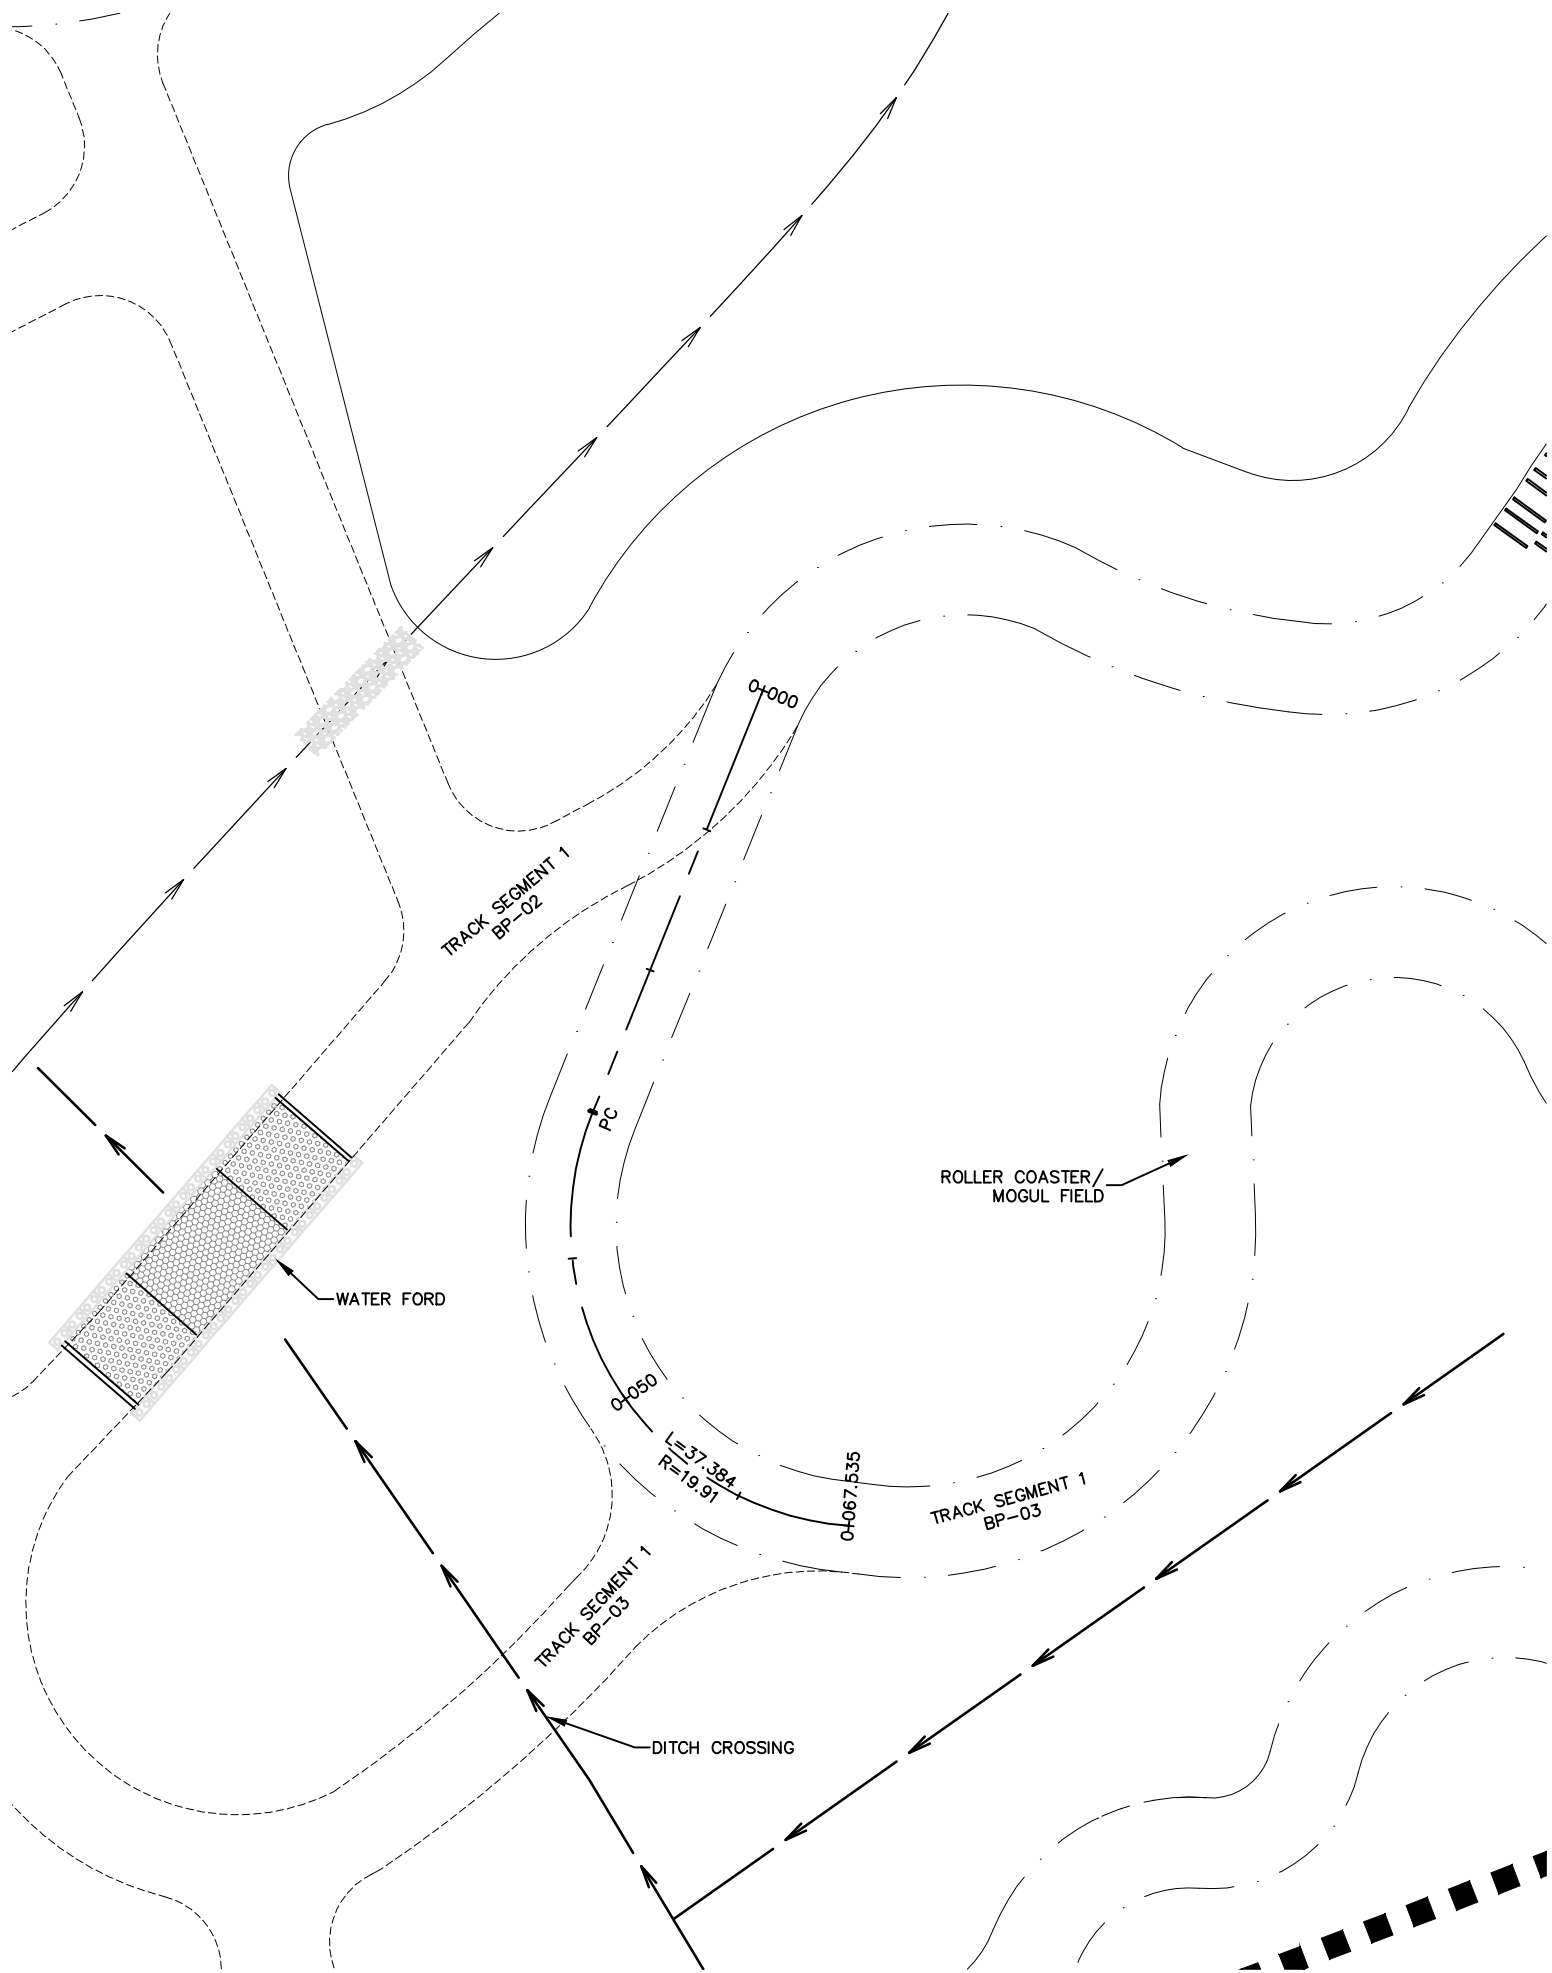 0+000
TRACK SEGMENT 1
BP-02
PC
ROLLER COASTER/
MOGUL FIELD
WATER FORD
0+050
L=37.384
R=19.91
0+067.535
TRACK SEGMENT 1
BP-03
TRACK SEGMENT 1
BP-03
DITCH CROSSING